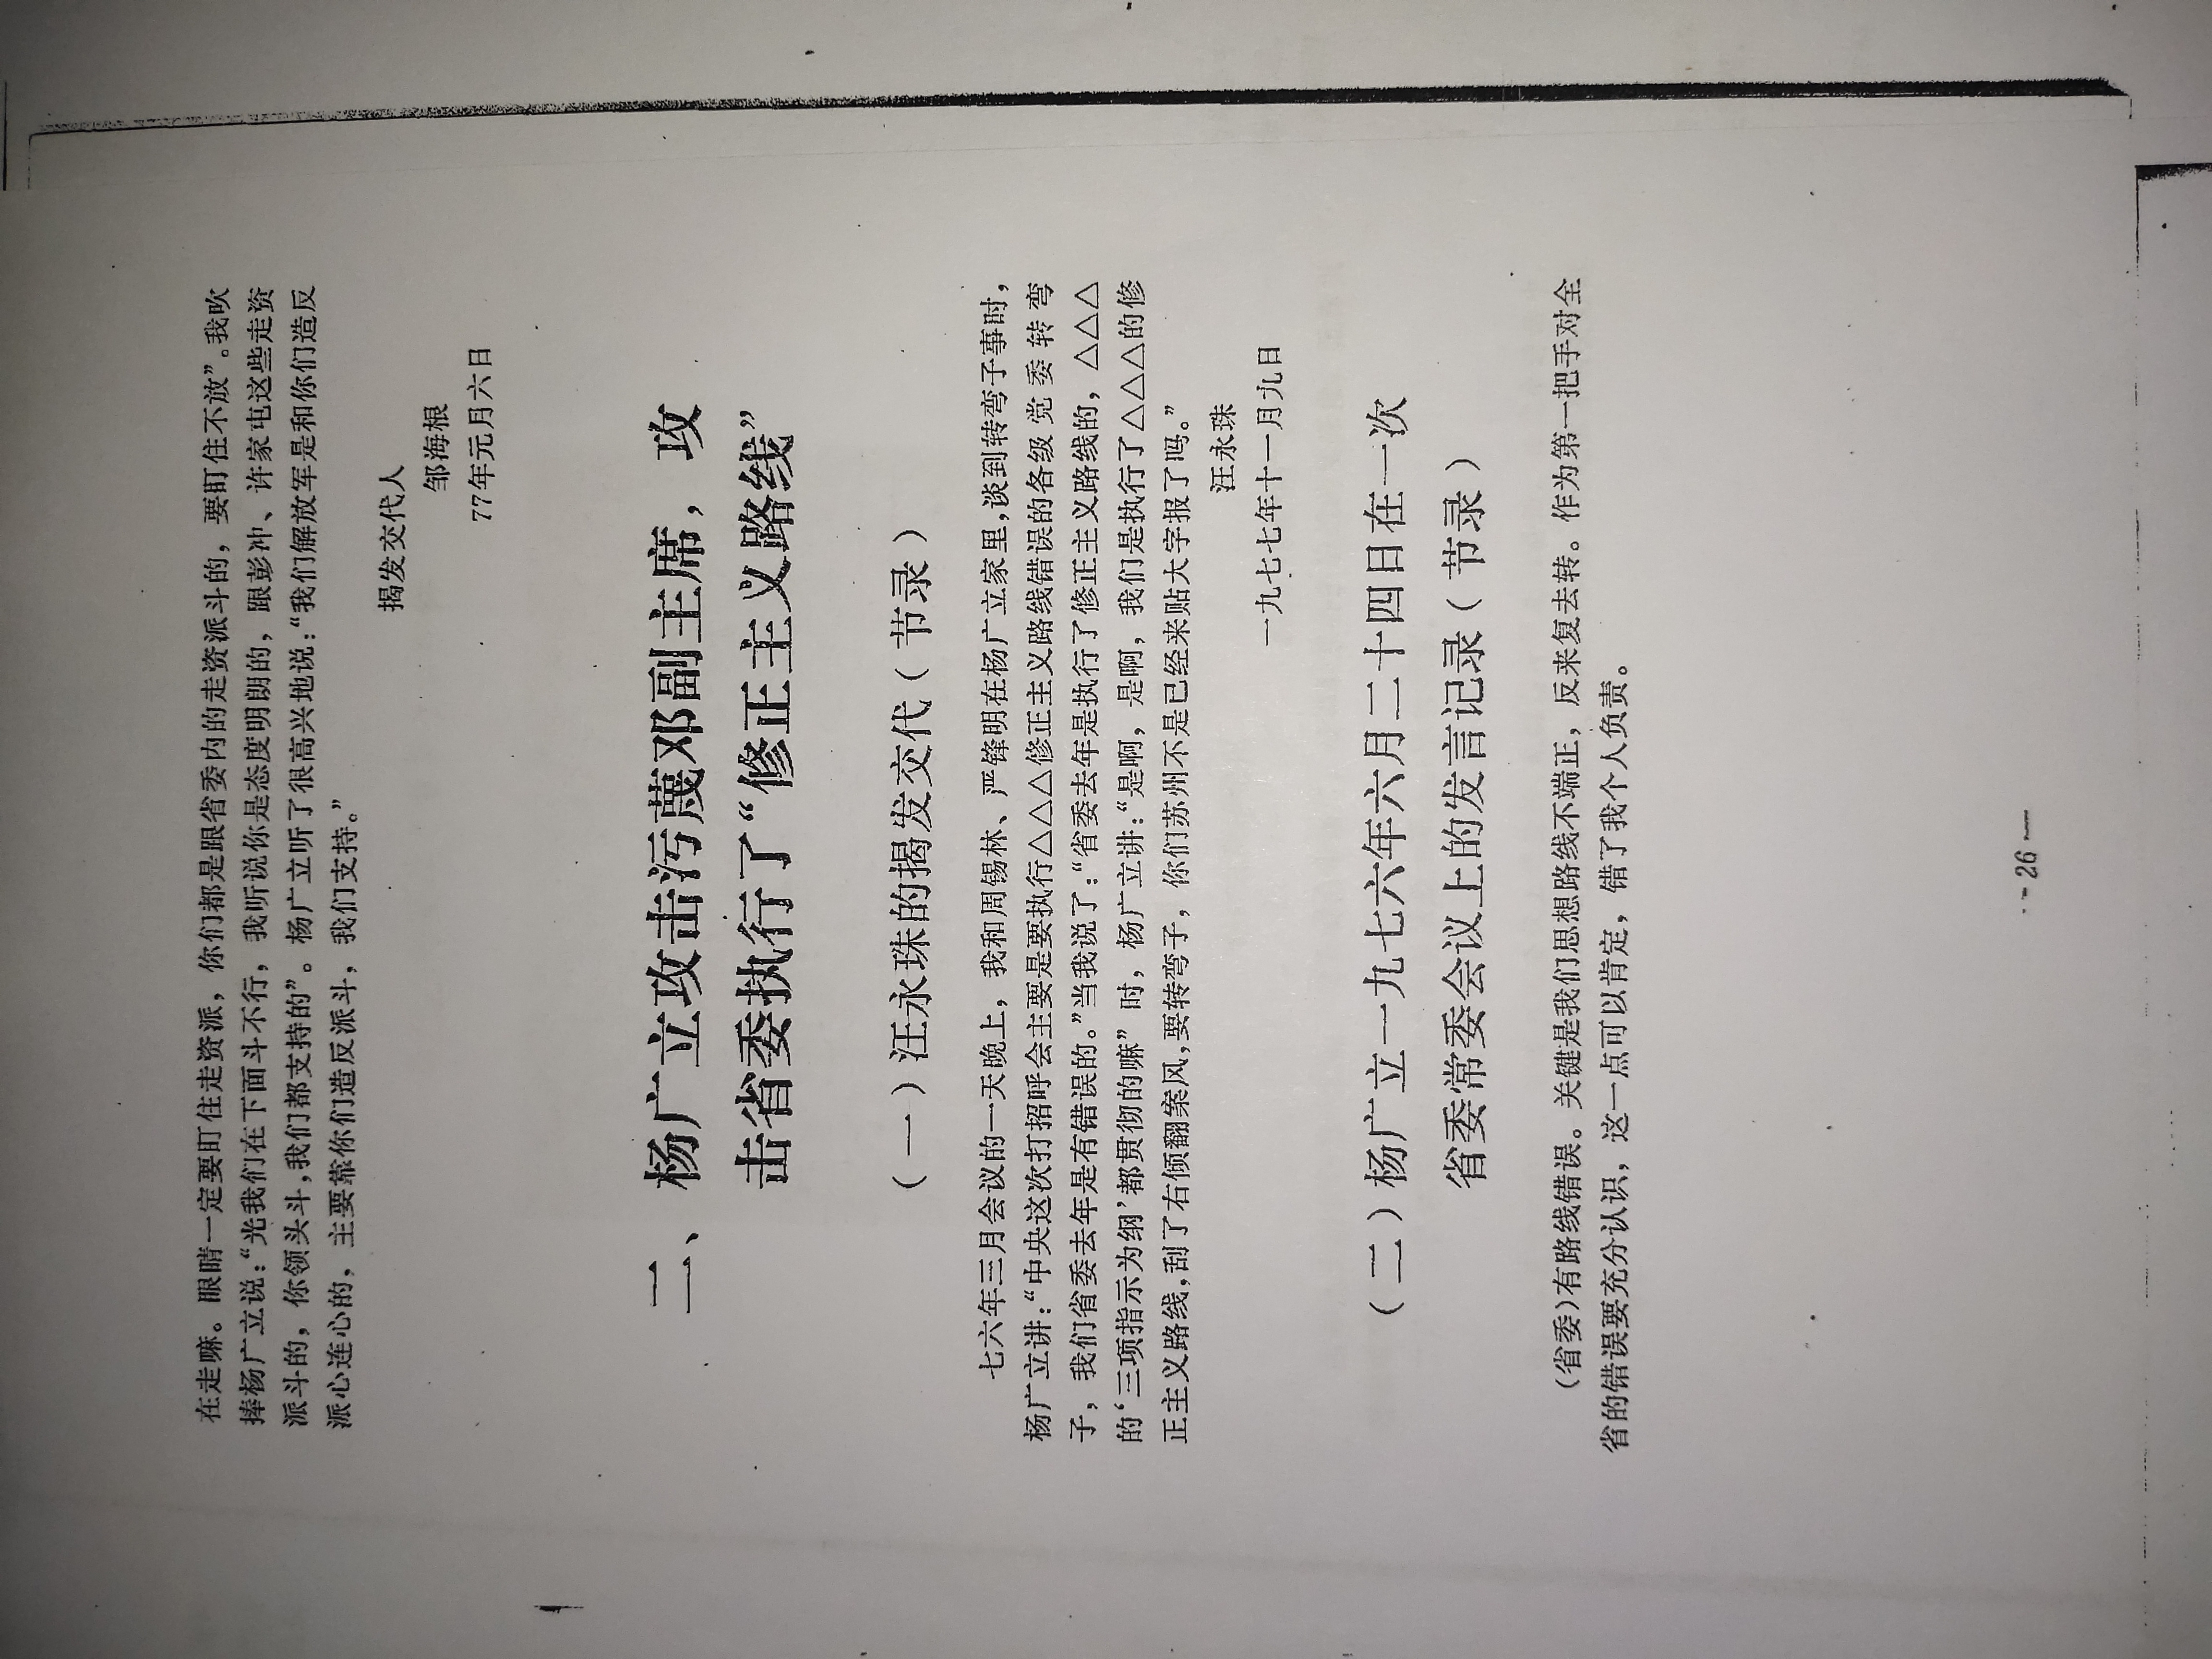 在走嘛。眼睛一定要盯住走资派，你们都是跟省委内的走资派斗的，要盯住不放”。我吹
捧杨广立说：“光我们在下面斗不行，我听说你是态度明朗的，跟彭冲、许家屯这些走资
派斗的，你领头斗，我们都支持的”。杨广立听了很高兴地说：“我们解放军是和你们造反
派心连心的，主要靠你们造反派斗，我们支持。”
揭发交代人
邹海根
77年元月六日
二、杨广立攻击污蔑邓副主席，攻
击省委执行了“修正主义路线”
（一）汪永珠的揭发交代（节录）
七六年三月会议的一天晚上，我和周锡林、严锋明在杨广立家里，谈到转弯子事时，
杨广立讲：“中央这次打招呼会主要是要执行△△△修正主义路线错误的各级党委转弯
子，我们省委去年是有错误的。”当我说了：“省委去年是执行了修正主义路线的，△△△
的‘三项指示为纲’都贯彻的嘛”时，杨广立讲：“是啊，是啊，我们是执行了△△△的修
正主义路线，刮了右倾翻案风，要转弯子，你们苏州不是已经来贴大字报了吗。”
汪永珠
一九七七年十一月九日
（二）杨广立一九七六年六月二十四日在一次
省委常委会议上的发言记录（节录）
（省委）有路线错误。关键是我们思想路线不端正，反来复去转。作为第一把手对全
省的错误要充分认识，这一点可以肯定，错了我个人负责。
—26—